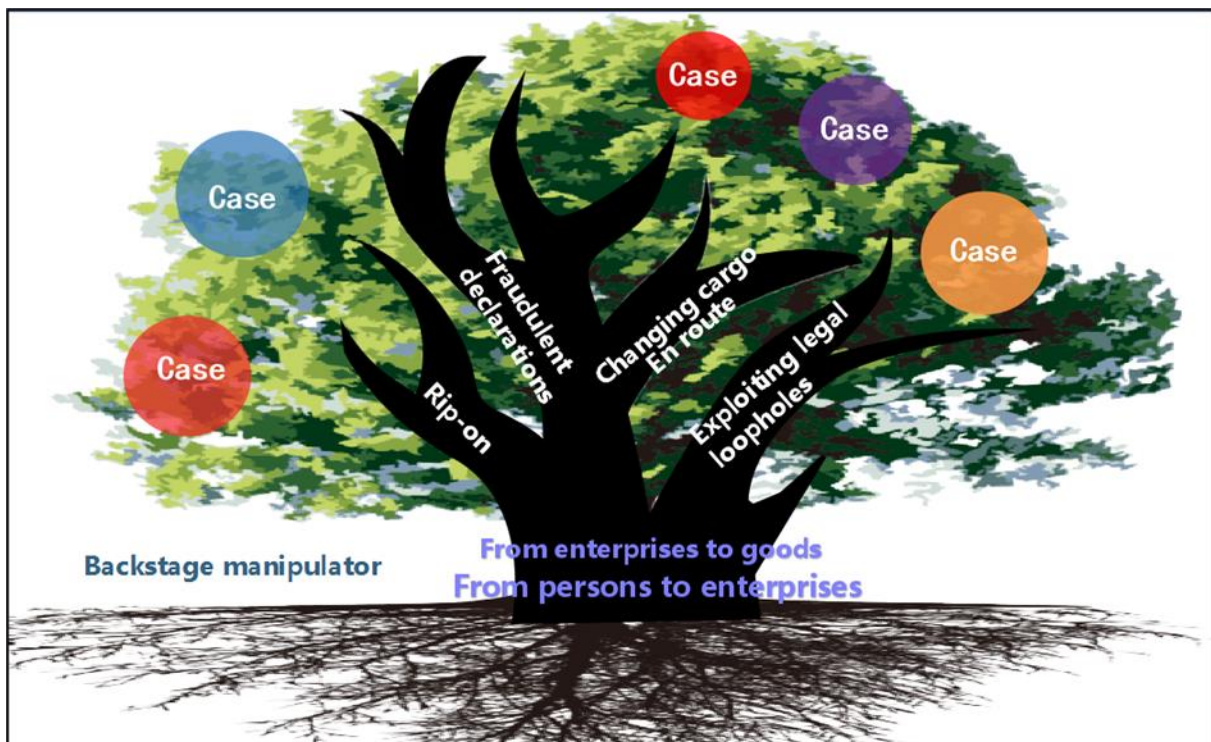 Case
Case
Case
Case
Case
Fraudulent
declarations
Changing cargo
En route
Rip-on
Exploiting legal
loopholes
From enterprises to goods
Backstage manipulator
From persons to enterprises